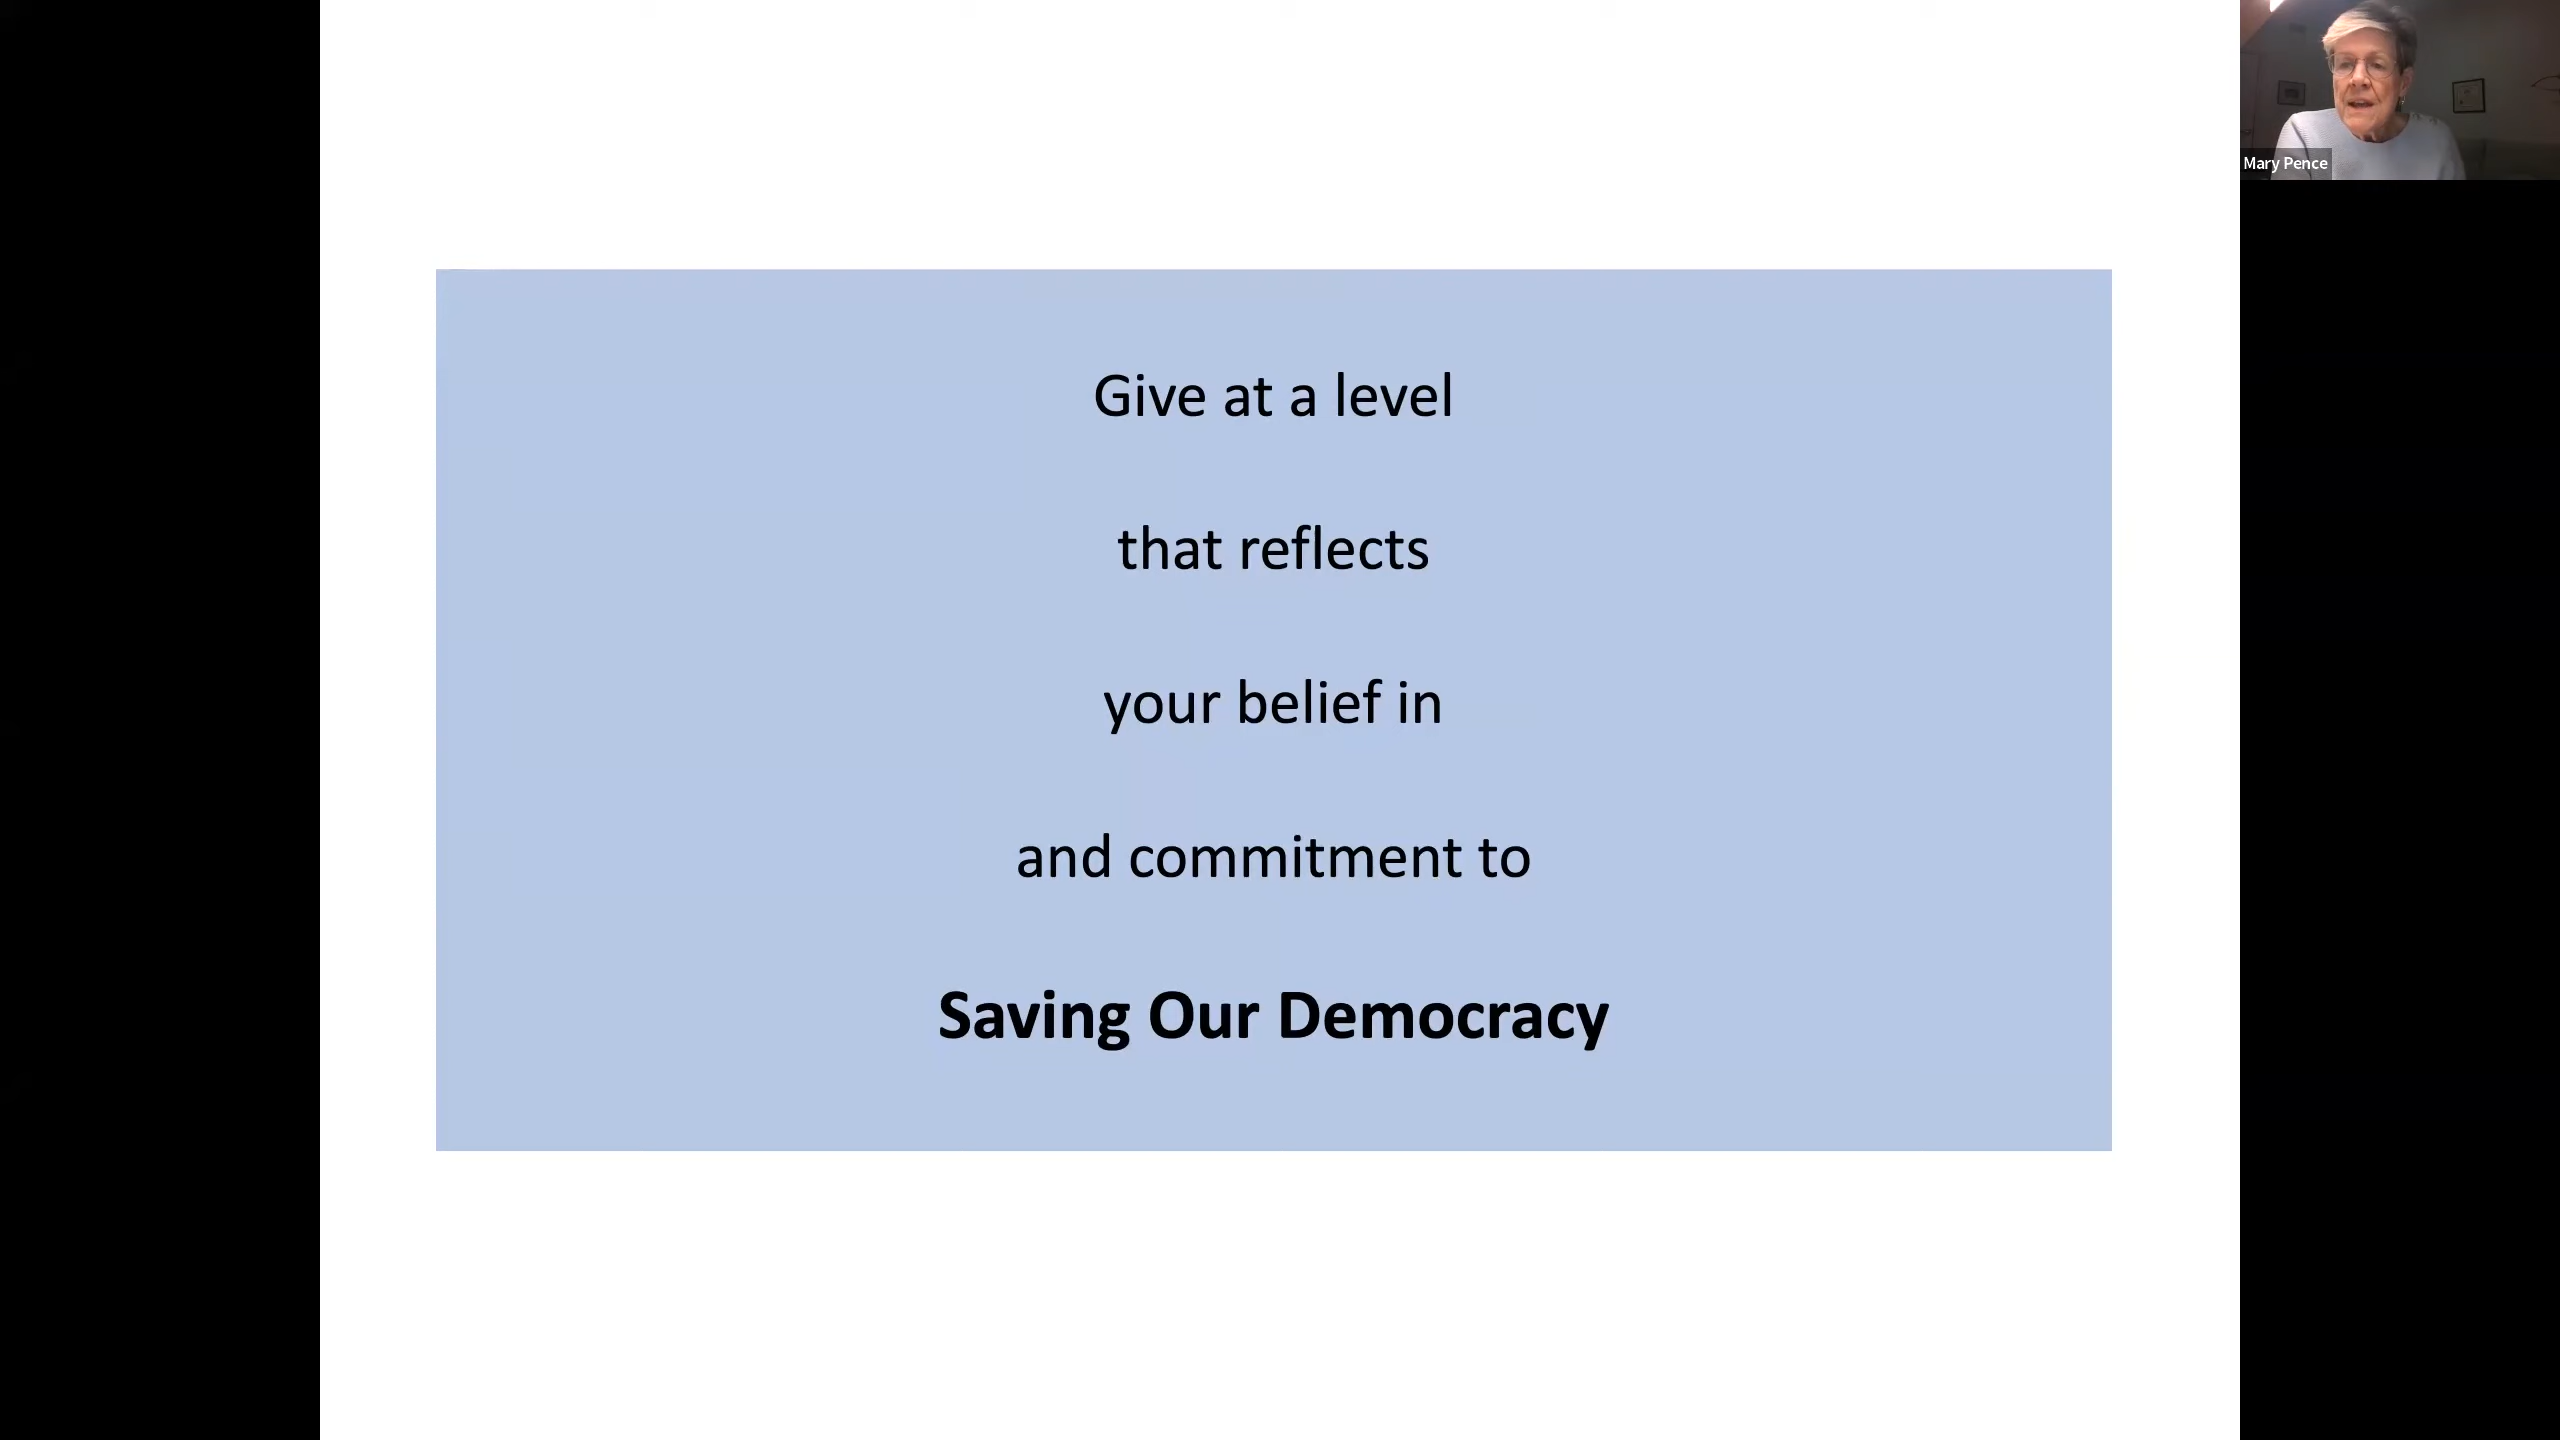 Give at a level
that reflects
your belief in
and commitment to
Saving Our Democracy
Mary Pence